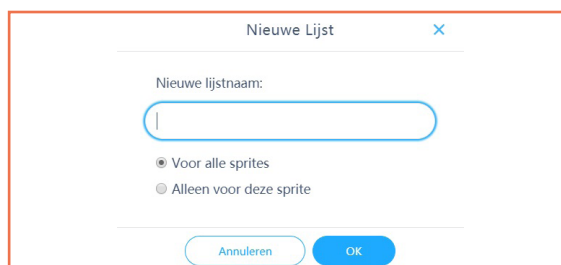 Nieuwe Lijst
Nieuwe lijstnaam:
Voor alle sprites
Alleen voor deze sprite
Annuleren OK